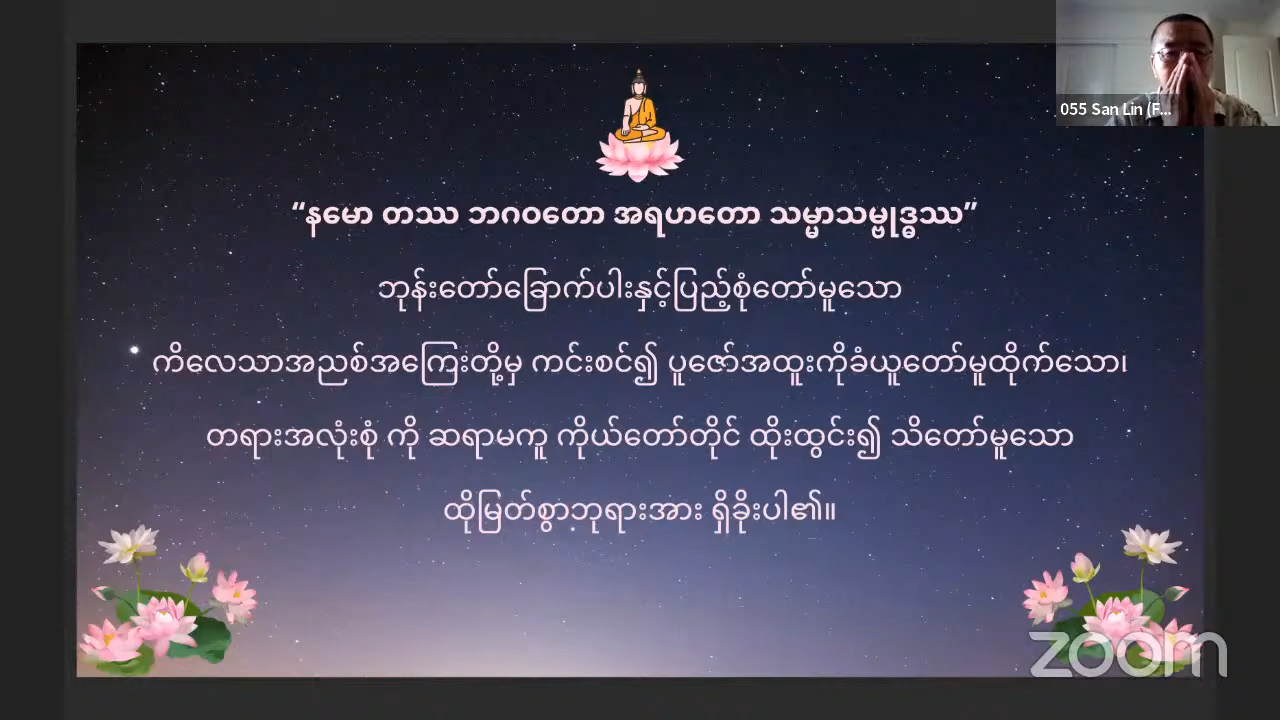 055 San Lin (F...
“နမော တဿ ဘဂဝတော အရဟတော သမ္မာသမ္ဗုဒ္ဓဿ”
ဘုန်းတော်ခြောက်ပါးနှင့်ပြည့်စုံတော်မူသော
ကိလေသာအညစ်အကြေးတို့မှ ကင်းစင်၍ ပူဇော်အထူးကိုခံယူတော်မူထိုက်သော၊
တရားအလုံးစုံ ကို ဆရာမကူ ကိုယ်တော်တိုင် ထိုးထွင်း၍ သိတော်မူသော
ထိုမြတ်စွာဘုရားအား ရှိခိုးပါ၏။
zoom